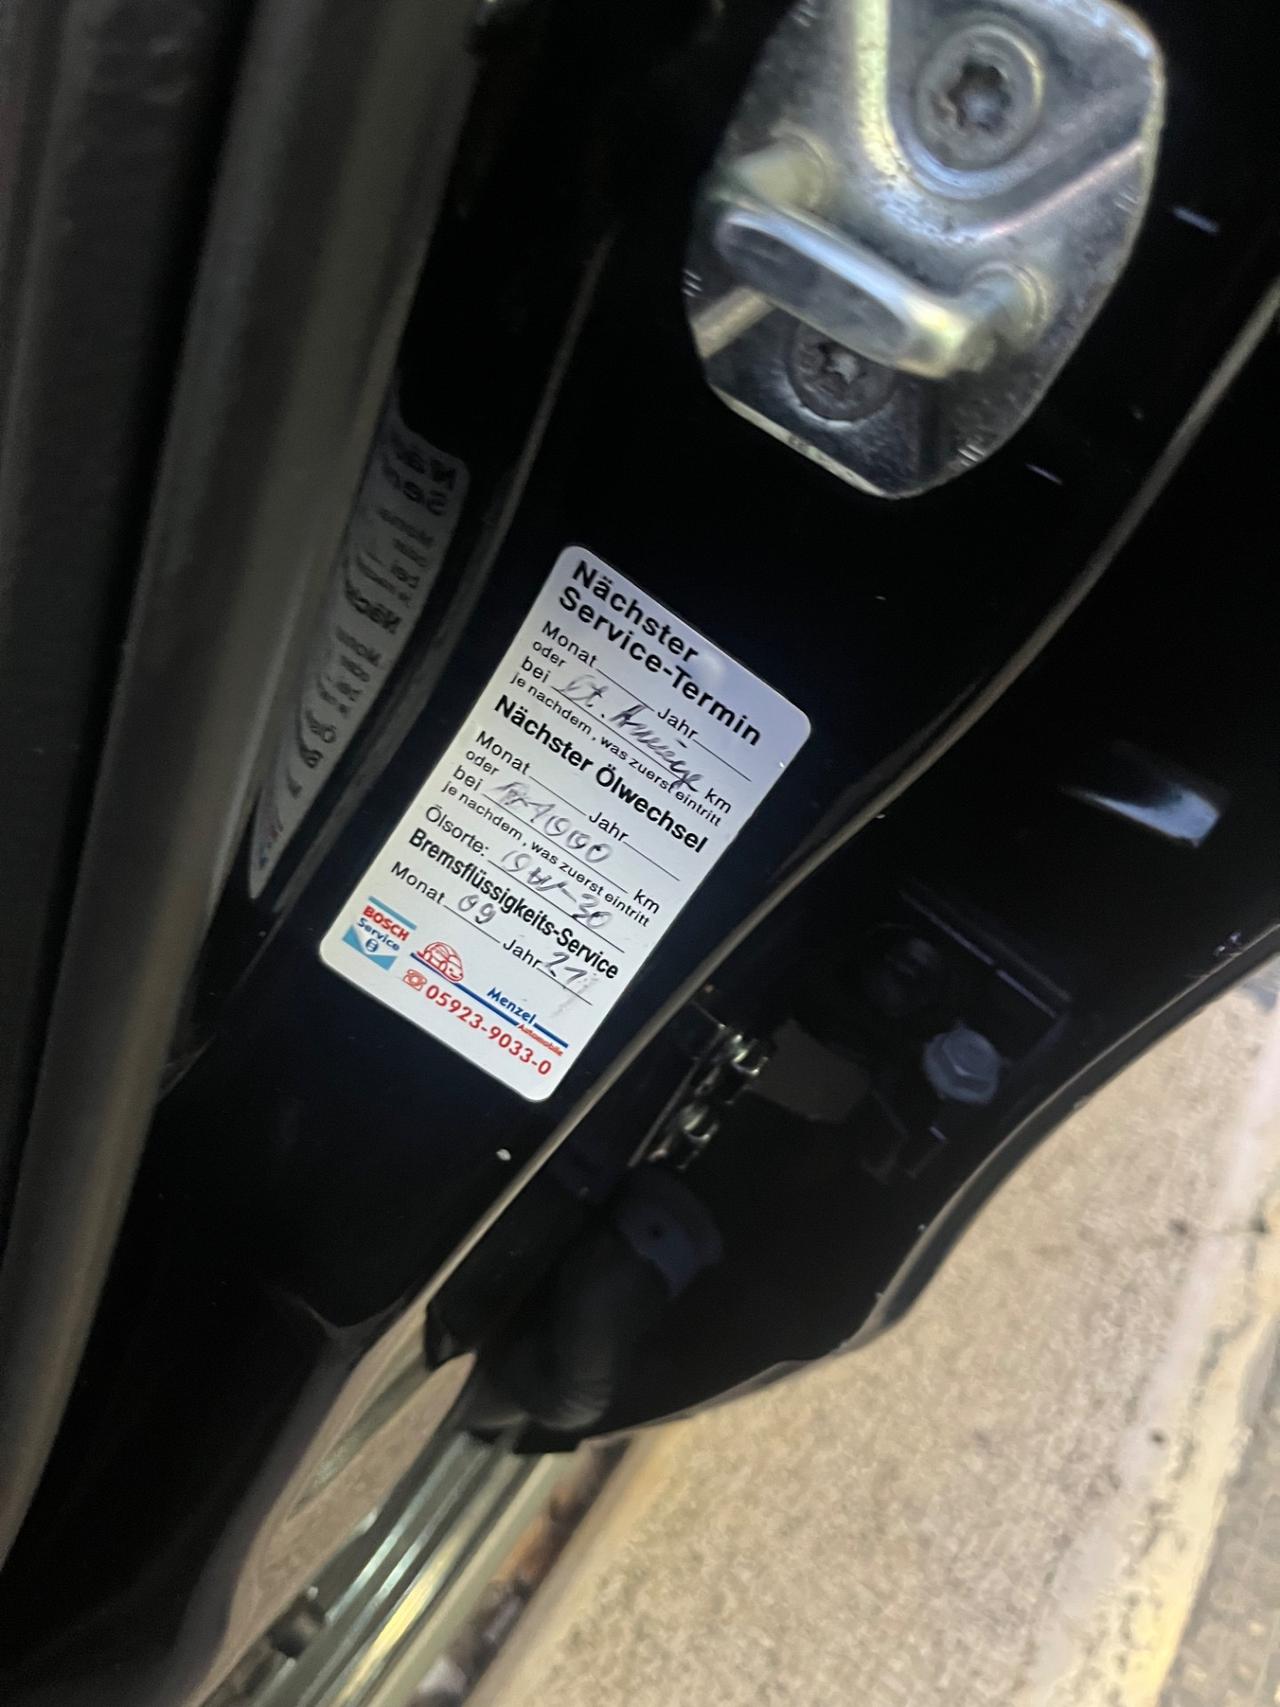 Nächster
Service-Termin
Monat Jahr
oder
bei lt. Anzeige km
je nachdem, was zuerst eintritt
Nächster Ölwechsel
Monat Jahr
oder
bei km
je nachdem, was zuerst eintritt
Ölsorte:
Bremsflüssigkeits-Service
Monat 09 Jahr 21
BOSCH
Service
Menzel
Automobile
05923-9033-0